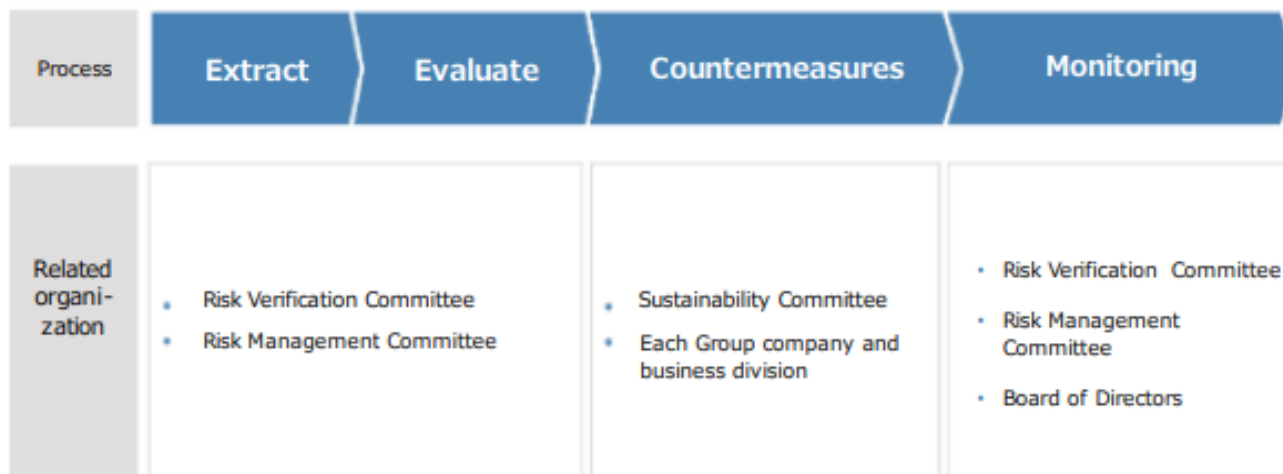 Process
Extract
Evaluate
Countermeasures
Monitoring
Related
organi-
zation
• Risk Verification Committee
• Risk Management Committee
• Sustainability Committee
• Each Group company and
business division
• Risk Verification Committee
• Risk Management
Committee
• Board of Directors